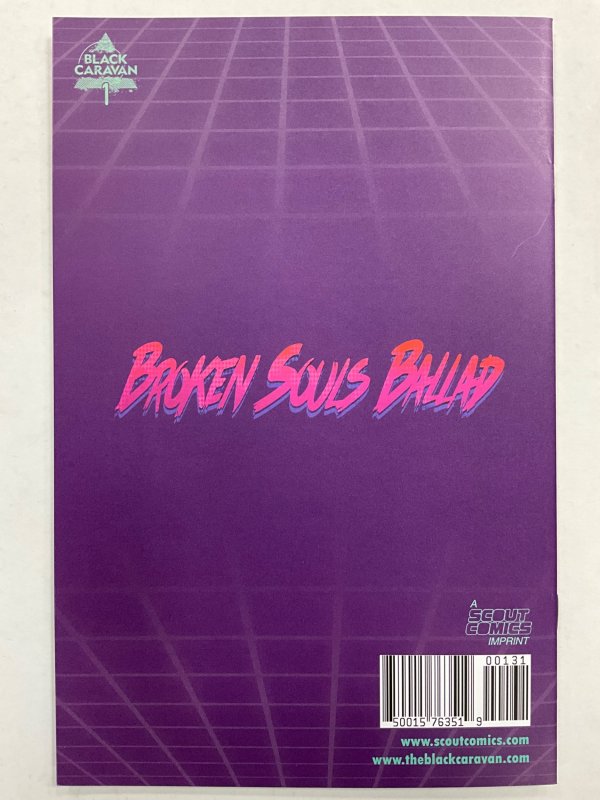 BLACK
CARAVAN
1
BROKEN SOULS BALLAD
A
SCOUT
COMICS
IMPRINT
00131
50015 76351 9
www.scoutcomics.com
www.theblackcaravan.com